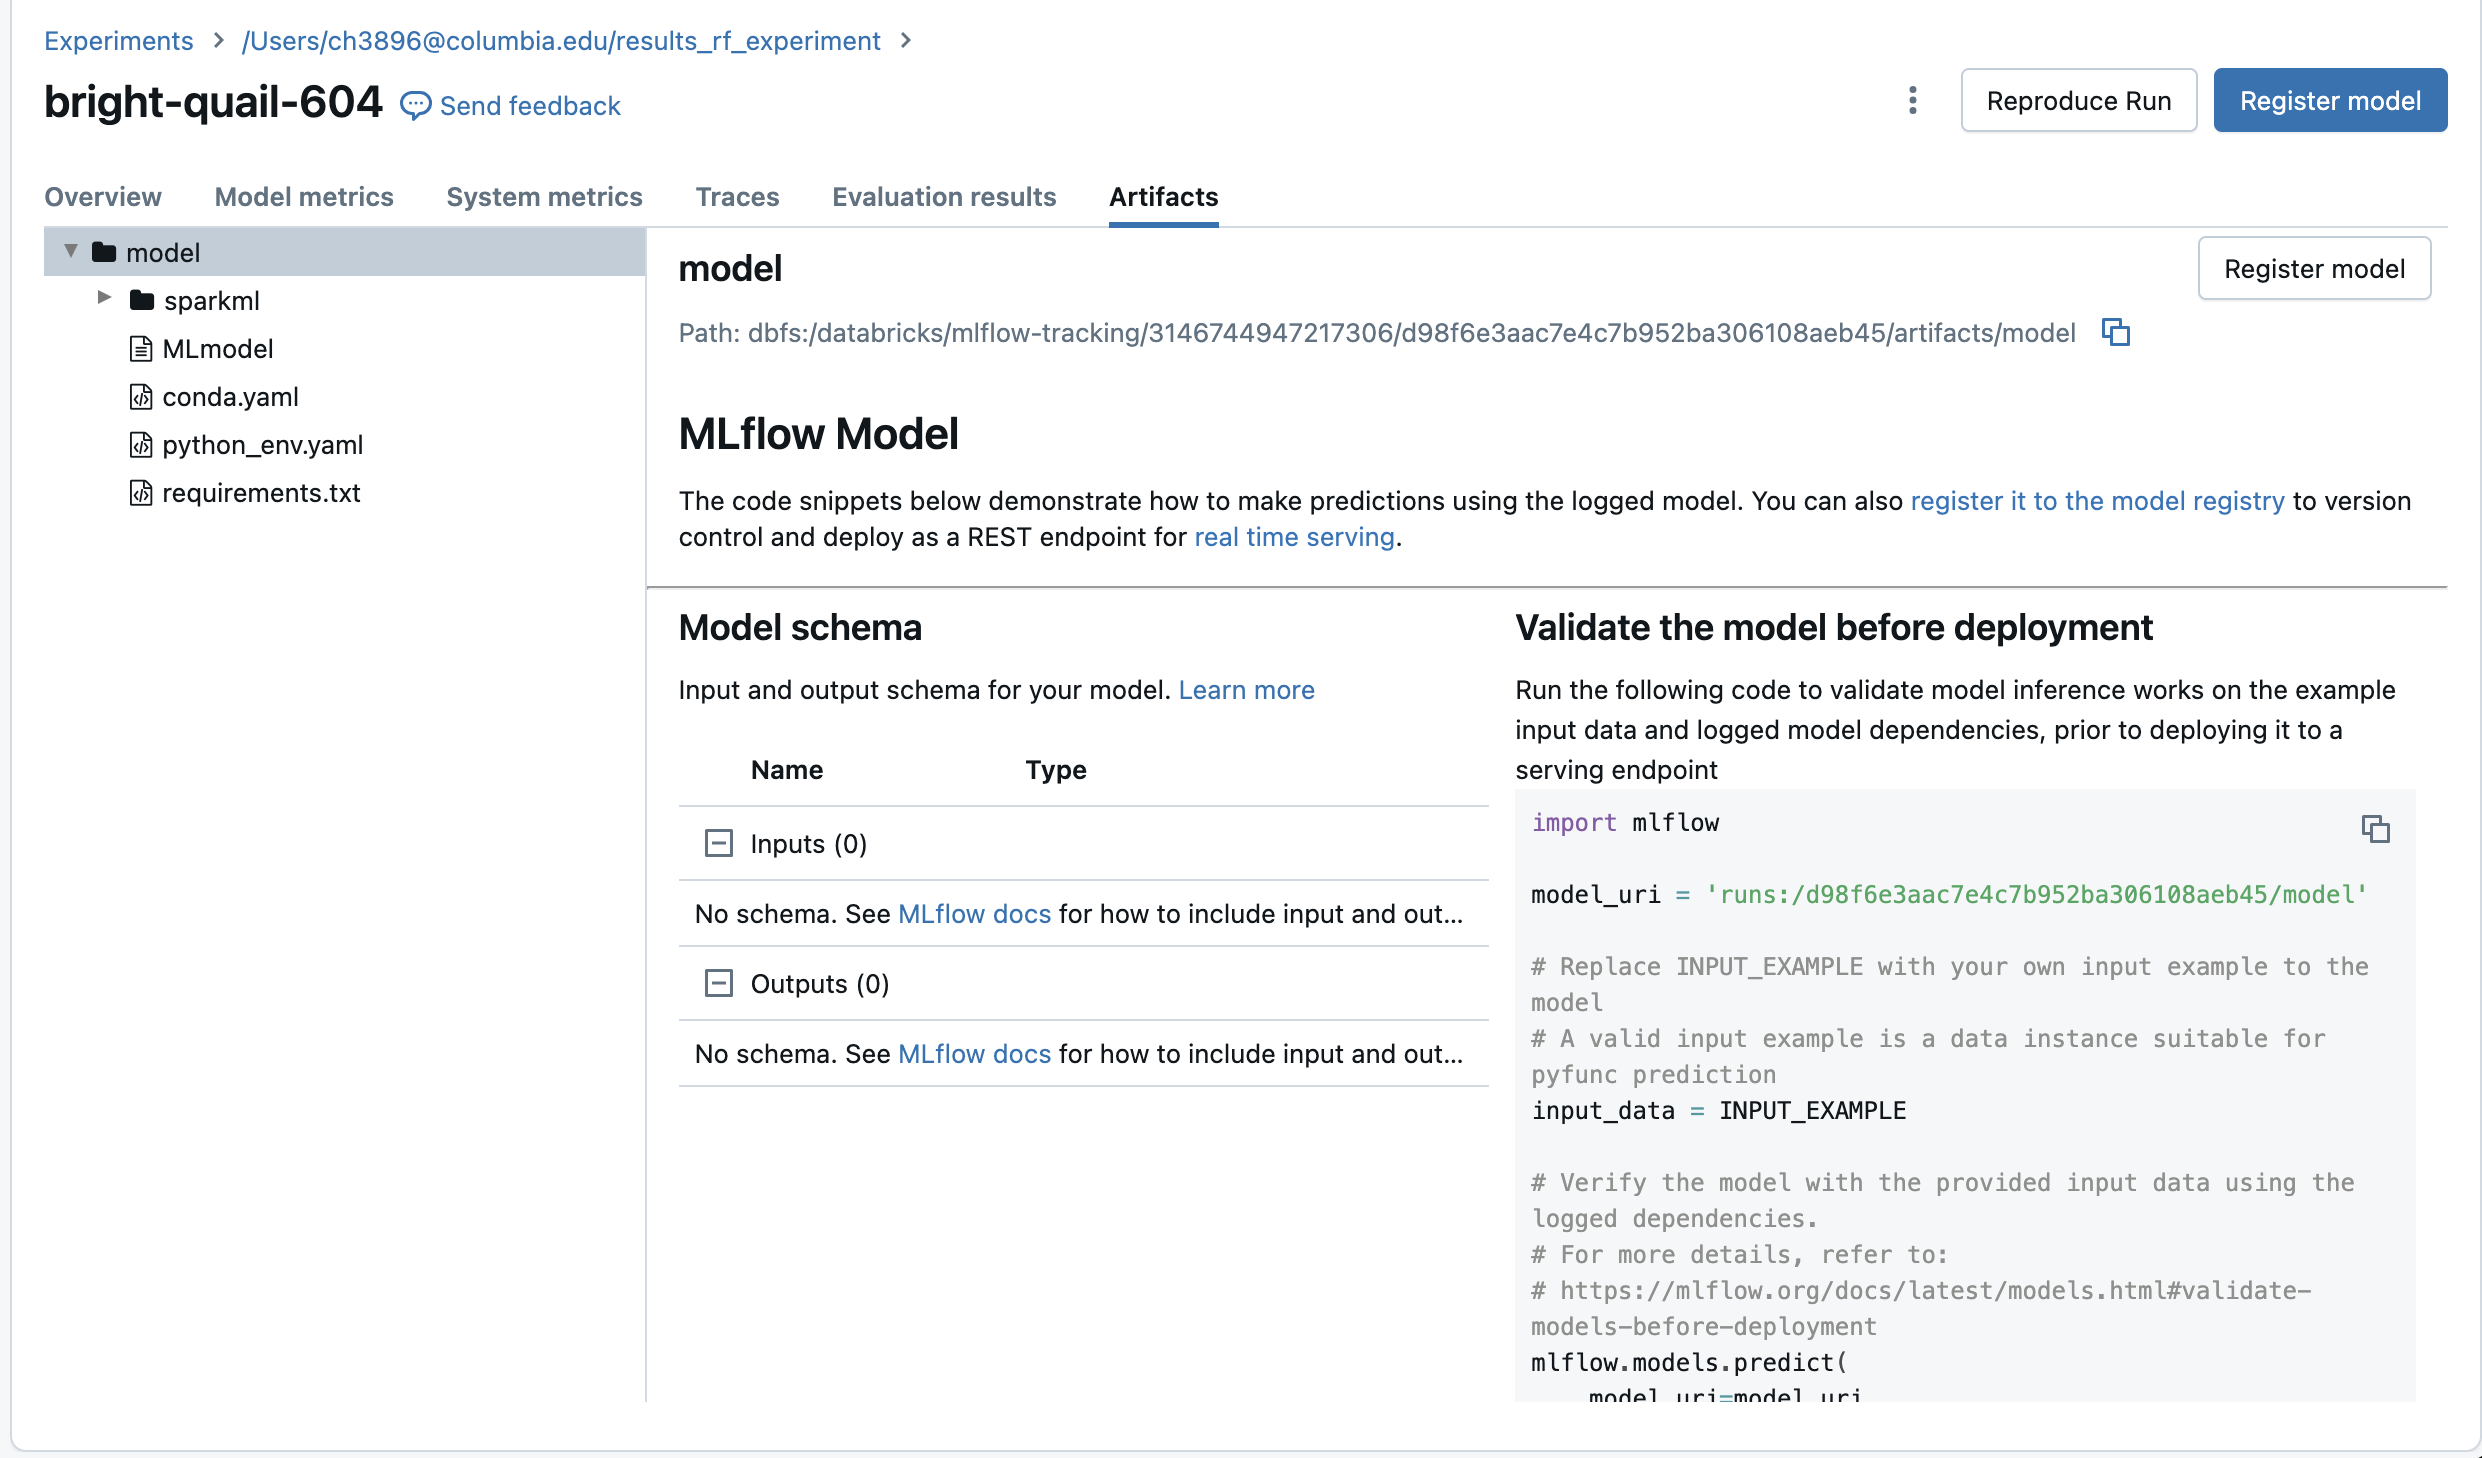 Experiments > /Users/ch3896@columbia.edu/results_rf_experiment >
bright-quail-604 Send feedback
Reproduce Run
Register model
Overview Model metrics System metrics Traces Evaluation results Artifacts
model
sparkml
MLmodel
conda.yaml
python_env.yaml
requirements.txt
model
Register model
Path: dbfs:/databricks/mlflow-tracking/3146744947217306/d98f6e3aac7e4c7b952ba306108aeb45/artifacts/model
MLflow Model
The code snippets below demonstrate how to make predictions using the logged model. You can also register it to the model registry to version
control and deploy as a REST endpoint for real time serving.
Model schema
Input and output schema for your model. Learn more
Name Type
Inputs (0)
No schema. See MLflow docs for how to include input and out...
Outputs (0)
No schema. See MLflow docs for how to include input and out...
Validate the model before deployment
Run the following code to validate model inference works on the example
input data and logged model dependencies, prior to deploying it to a
serving endpoint
import mlflow
model_uri = 'runs:/d98f6e3aac7e4c7b952ba306108aeb45/model'
# Replace INPUT_EXAMPLE with your own input example to the
model
# A valid input example is a data instance suitable for
pyfunc prediction
input_data = INPUT_EXAMPLE
# Verify the model with the provided input data using the
logged dependencies.
# For more details, refer to:
# https://mlflow.org/docs/latest/models.html#validate-
models-before-deployment
mlflow.models.predict(
model_uri=model_uri